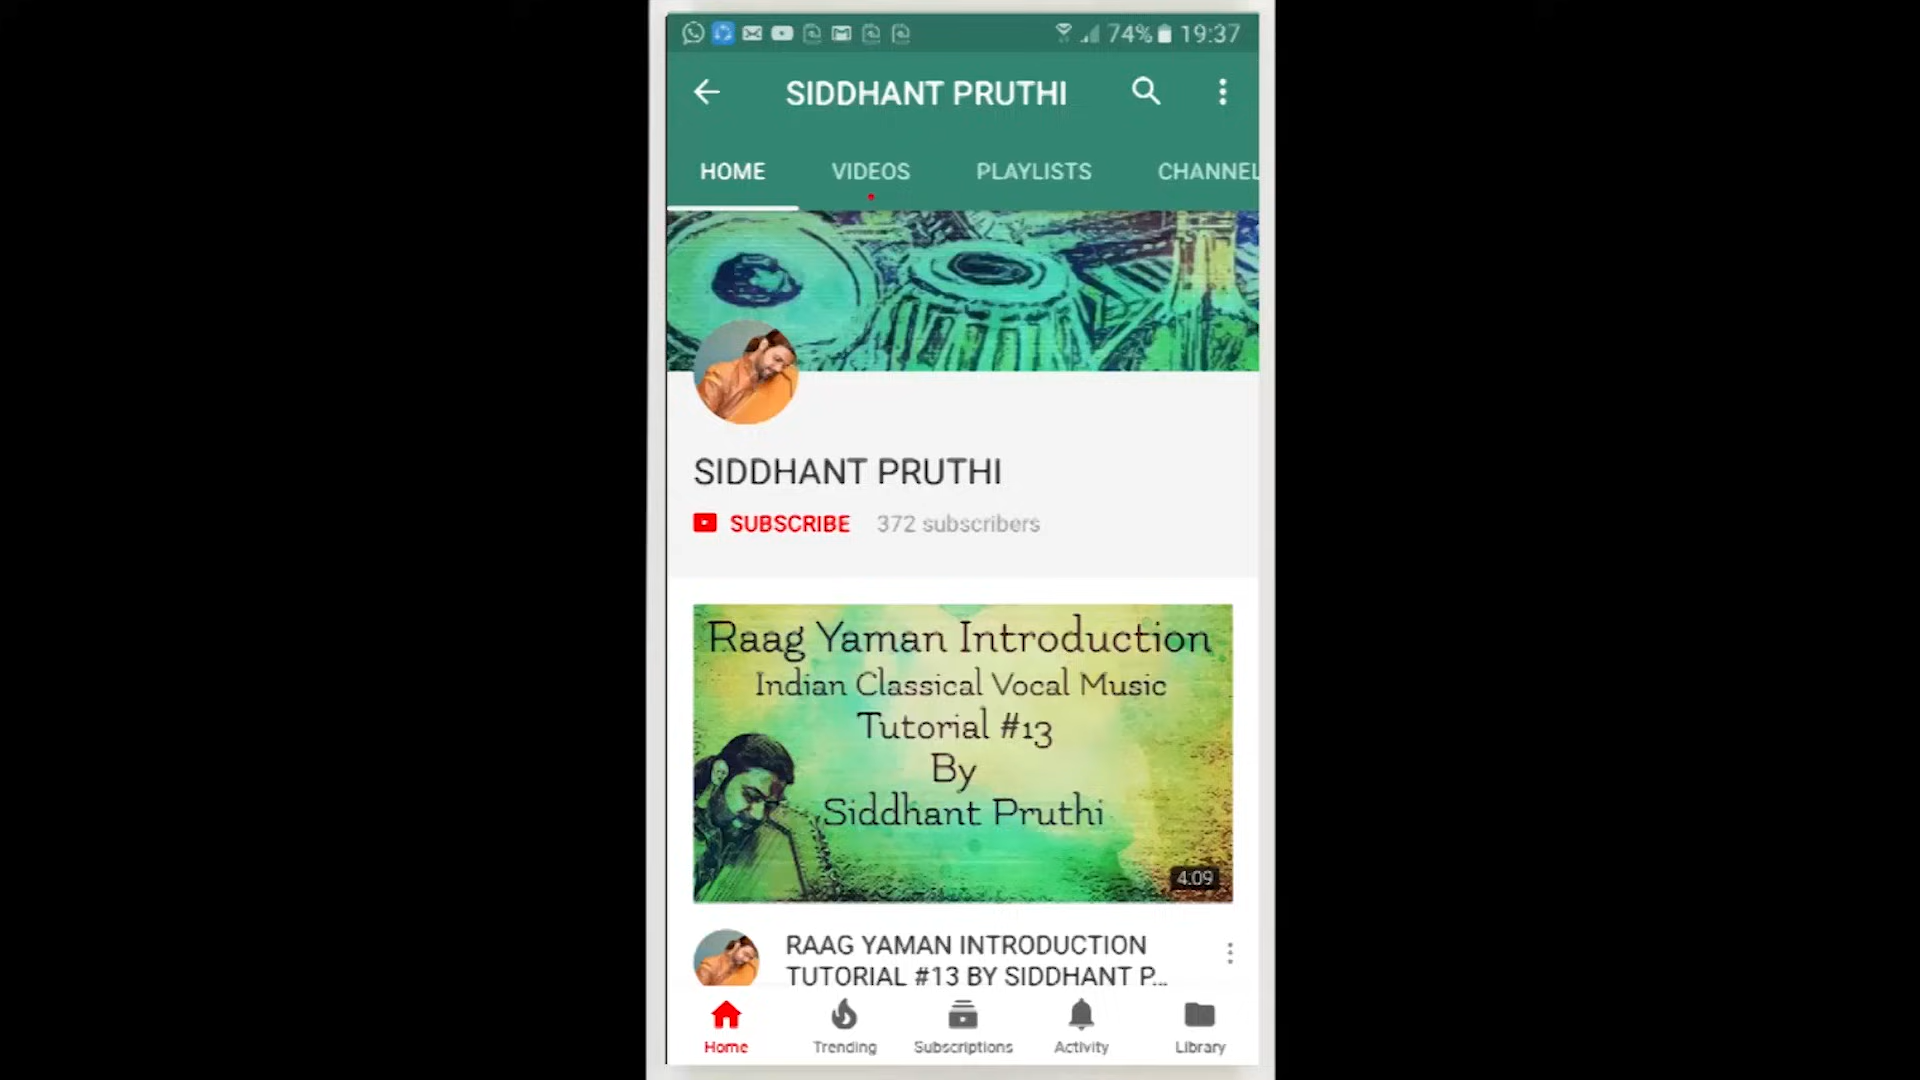 74% 19:37
SIDDHANT PRUTHI
HOME VIDEOS PLAYLISTS CHANNEL
SIDDHANT PRUTHI
SUBSCRIBE 372 subscribers
Raag Yaman Introduction
Indian Classical Vocal Music
Tutorial #13
By
Siddhant Pruthi
4:09
RAAG YAMAN INTRODUCTION
TUTORIAL #13 BY SIDDHANT P...
Home Trending Subscriptions Activity Library